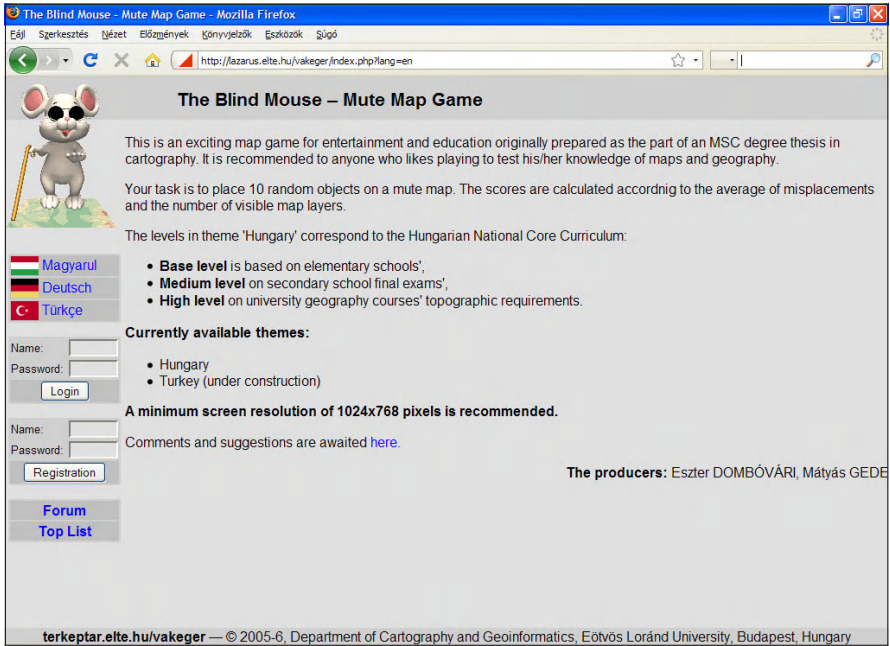 The Blind Mouse - Mute Map Game - Mozilla Firefox
Fájl Szerkesztés Nézet Előzmények Könyvjelzők Eszközök Súgó
http://lazarus.elte.hu/vakeger/index.php?lang=en
The Blind Mouse – Mute Map Game
This is an exciting map game for entertainment and education originally prepared as the part of an MSC degree thesis in
cartography. It is recommended to anyone who likes playing to test his/her knowledge of maps and geography.
Your task is to place 10 random objects on a mute map. The scores are calculated accordnig to the average of misplacements
and the number of visible map layers.
The levels in theme 'Hungary' correspond to the Hungarian National Core Curriculum:
• Base level is based on elementary schools',
• Medium level on secondary school final exams',
• High level on university geography courses' topographic requirements.
Currently available themes:
• Hungary
• Turkey (under construction)
A minimum screen resolution of 1024x768 pixels is recommended.
Comments and suggestions are awaited here.
The producers: Eszter DOMBÓVÁRI, Mátyás GEDE
Magyarul
Deutsch
Türkçe
Name:
Password:
Login
Name:
Password:
Registration
Forum
Top List
terkeptar.elte.hu/vakeger — © 2005-6, Department of Cartography and Geoinformatics, Eötvös Loránd University, Budapest, Hungary